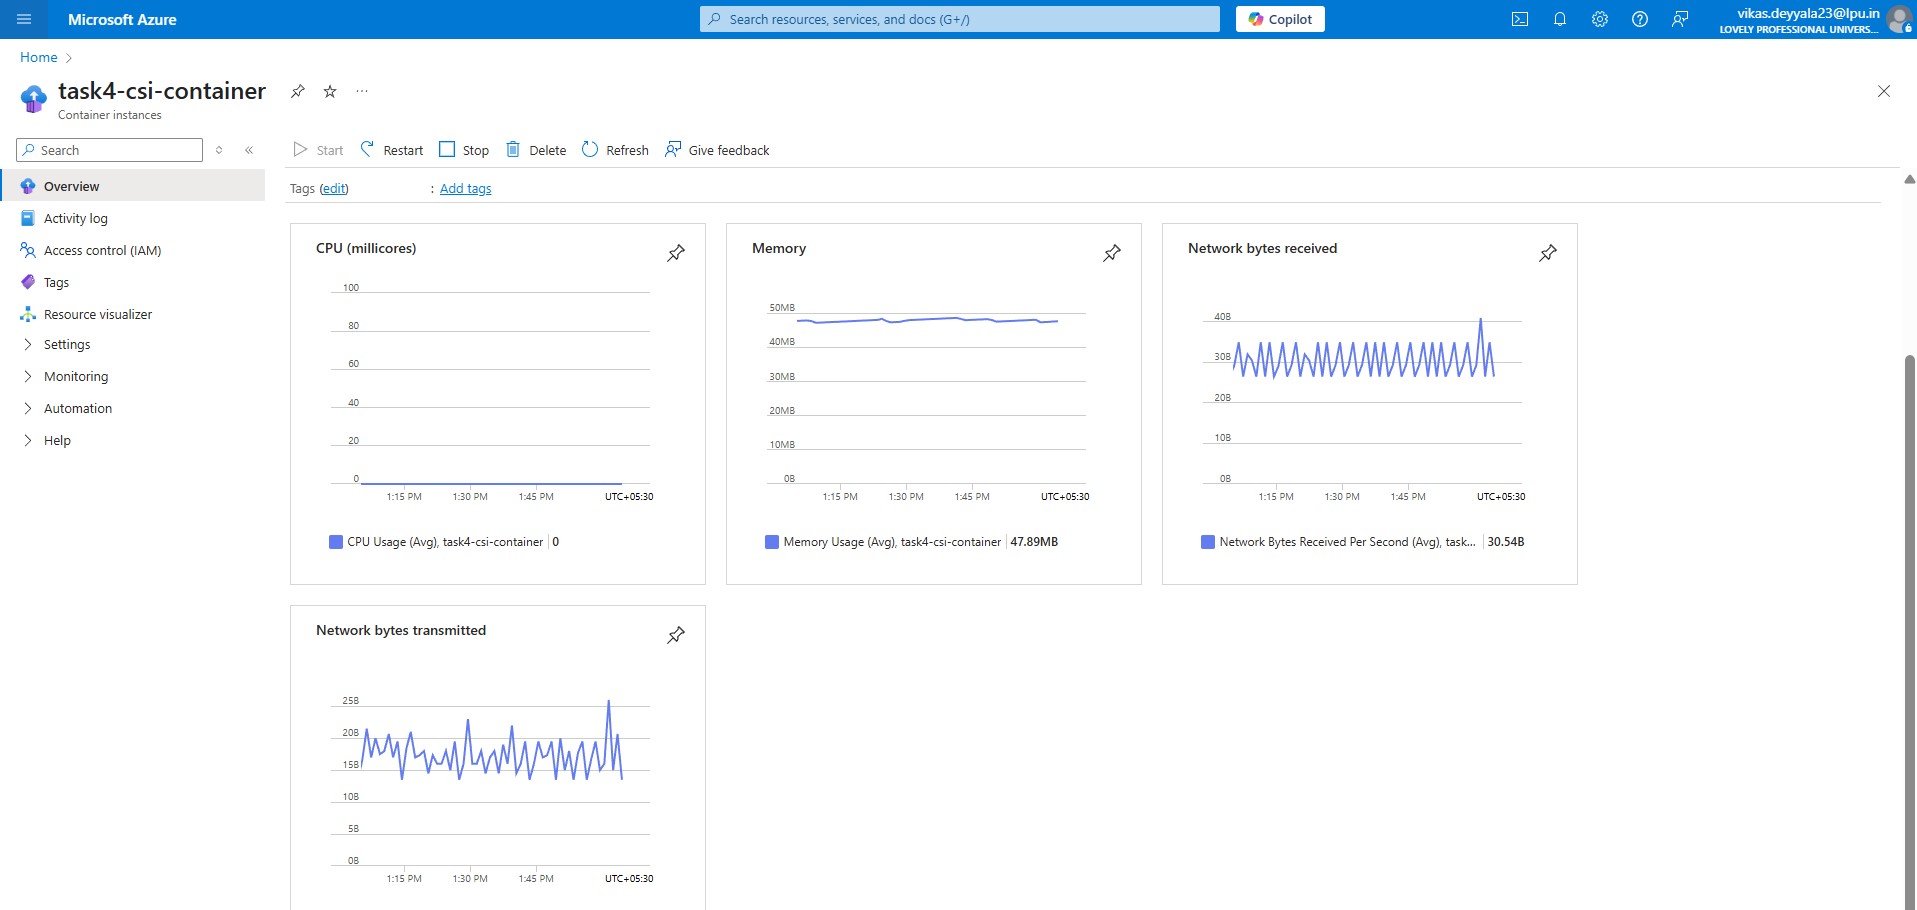 Microsoft Azure
Search resources, services, and docs (G+/)
Copilot
vikas.deyyala23@lpu.in
LOVELY PROFESSIONAL UNIVERS...
Home
task4-csi-container
Container instances
Search
Start
Restart
Stop
Delete
Refresh
Give feedback
Overview
Activity log
Access control (IAM)
Tags
Resource visualizer
Settings
Monitoring
Automation
Help
Tags (edit) : Add tags
CPU (millicores)
100
80
60
40
20
0
1:15 PM 1:30 PM 1:45 PM UTC+05:30
CPU Usage (Avg), task4-csi-container 0
Memory
50MB
40MB
30MB
20MB
10MB
0B
1:15 PM 1:30 PM 1:45 PM UTC+05:30
Memory Usage (Avg), task4-csi-container 47.89MB
Network bytes received
40B
30B
20B
10B
0B
1:15 PM 1:30 PM 1:45 PM UTC+05:30
Network Bytes Received Per Second (Avg), task... 30.54B
Network bytes transmitted
25B
20B
15B
10B
5B
0B
1:15 PM 1:30 PM 1:45 PM UTC+05:30